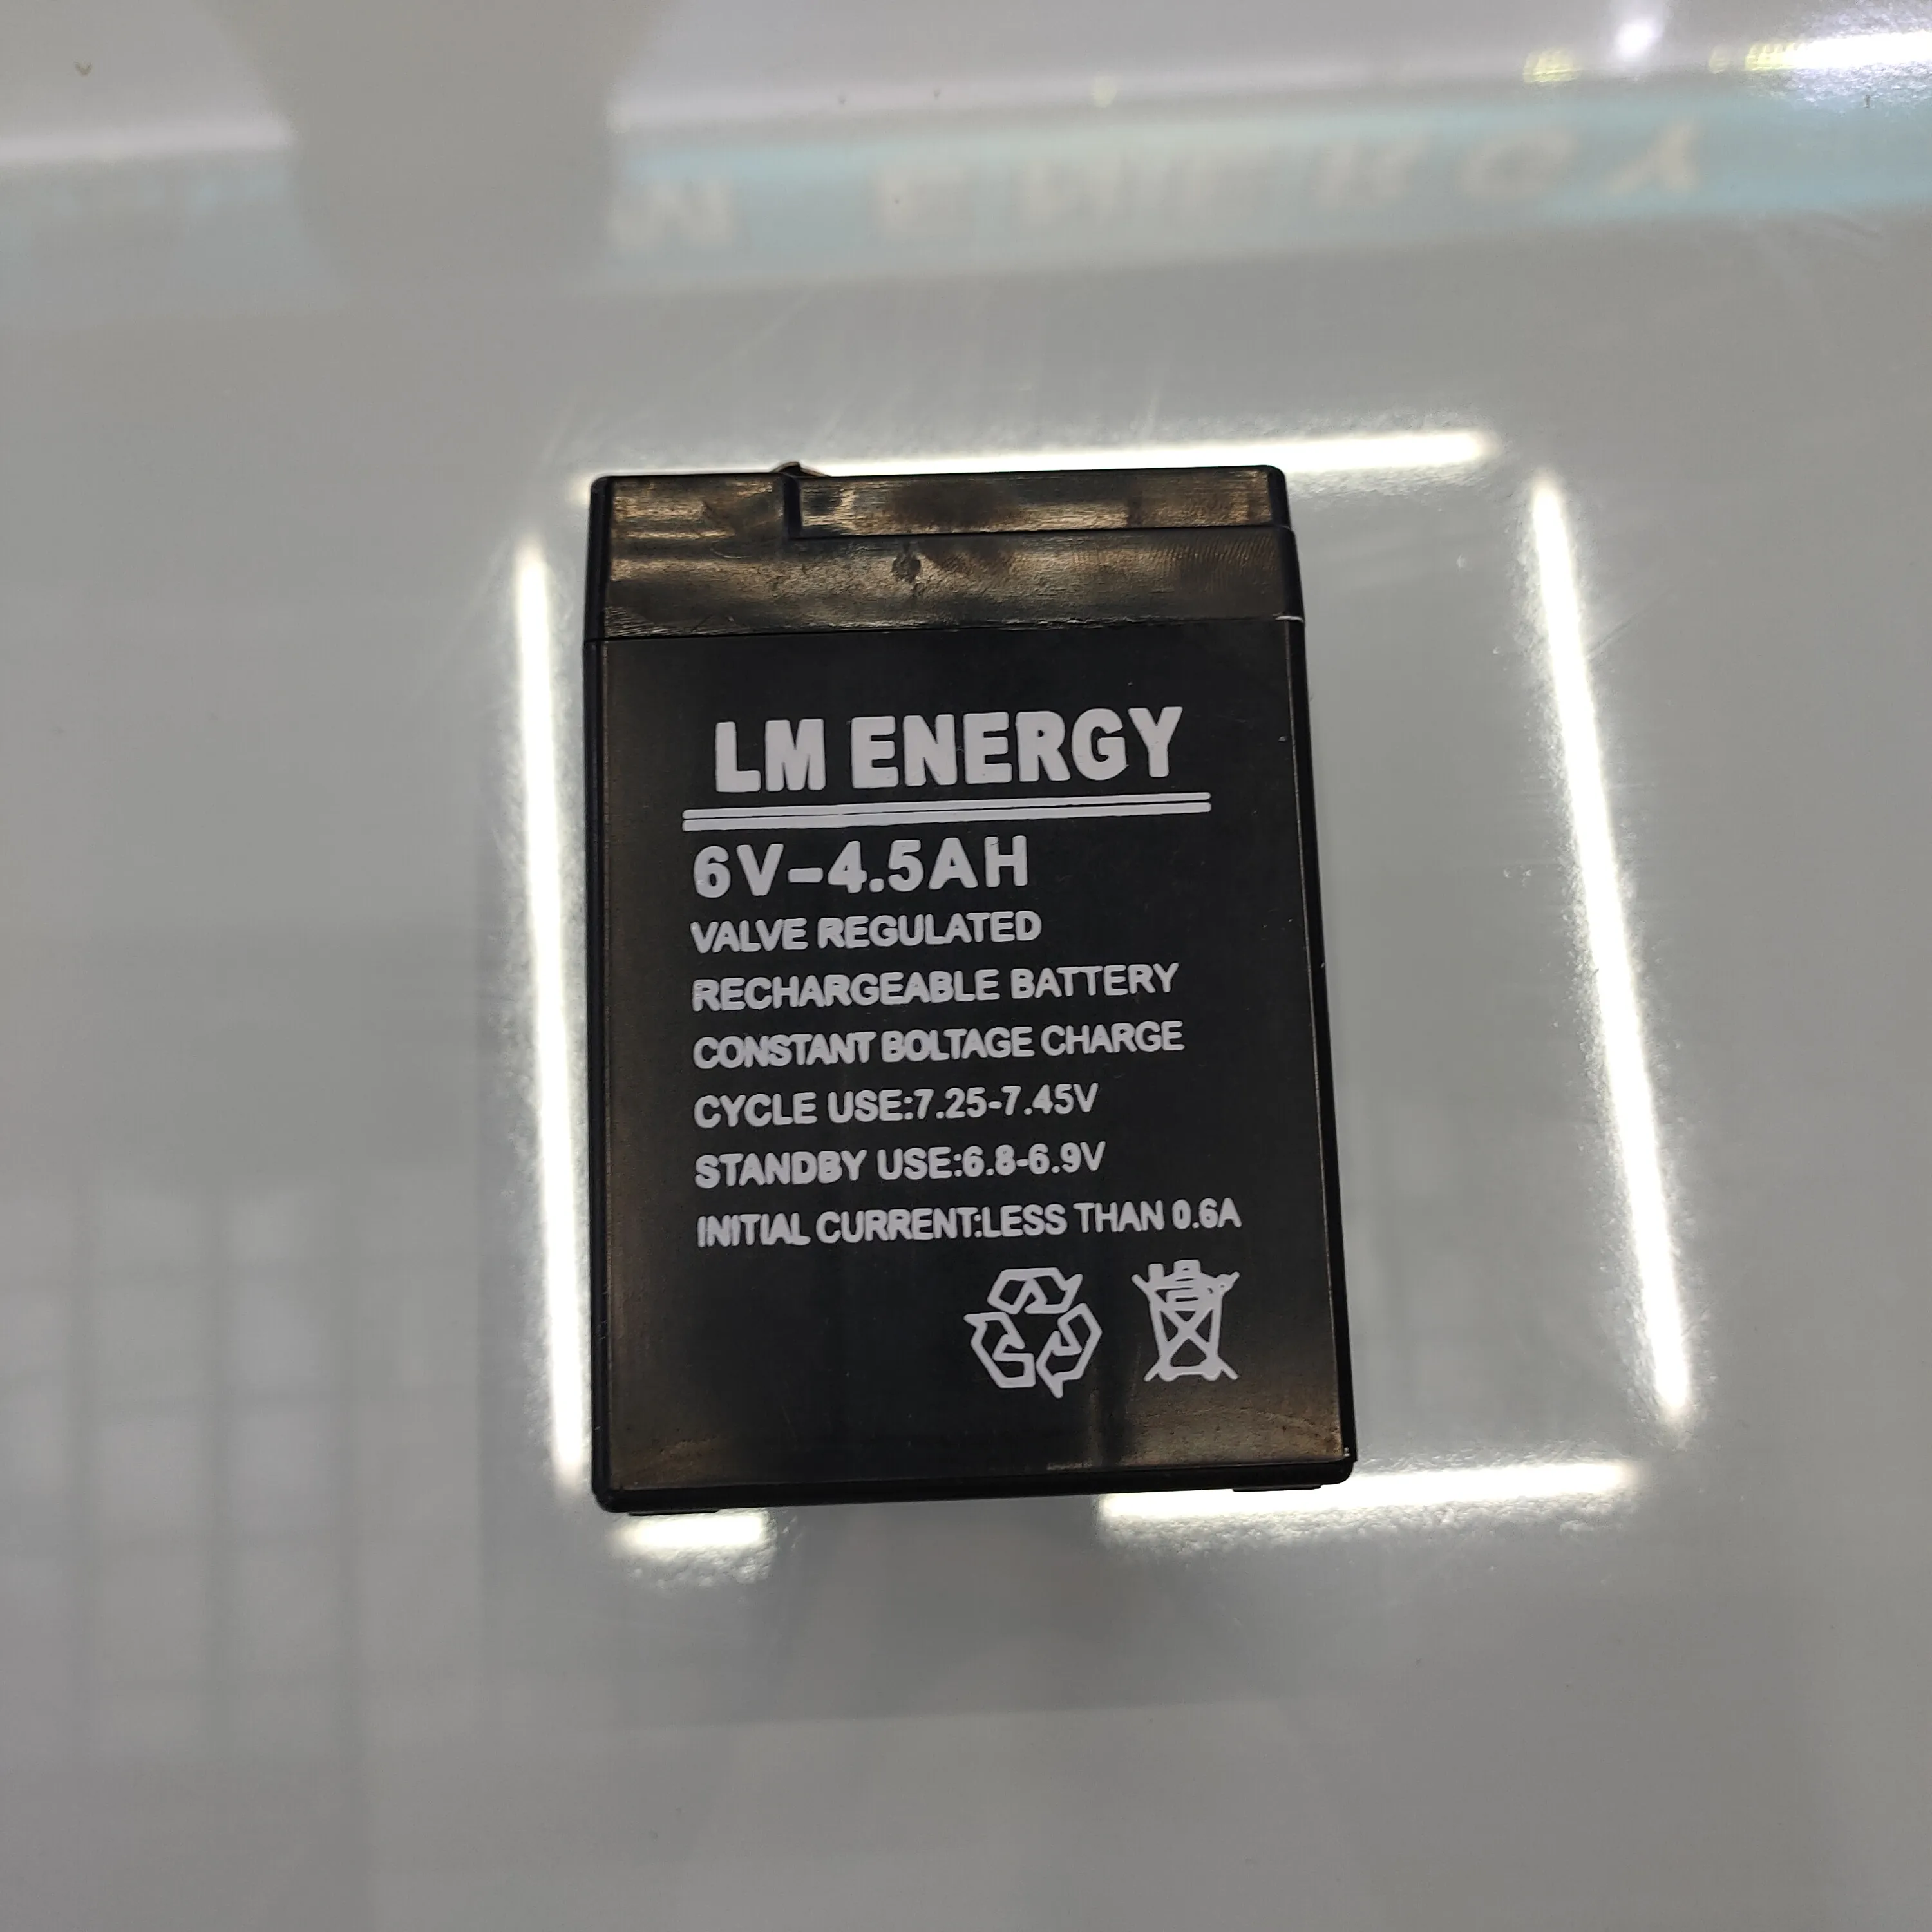 M ENERGY
LM ENERGY
6V-4.5AH
VALVE REGULATED
RECHARGEABLE BATTERY
CONSTANT BOLTAGE CHARGE
CYCLE USE:7.25-7.45V
STANDBY USE:6.8-6.9V
INITIAL CURRENT:LESS THAN 0.6A